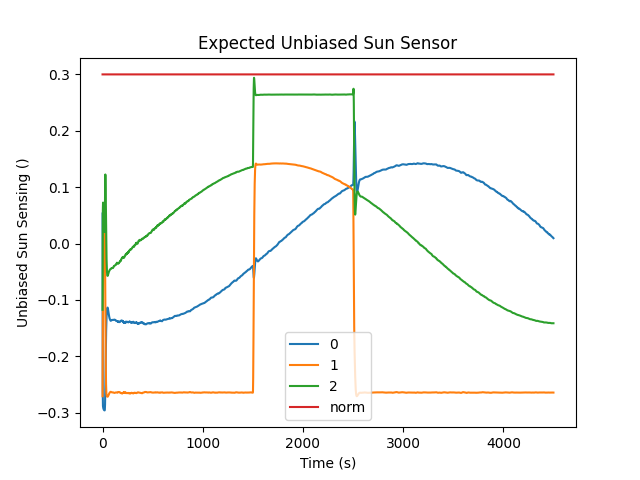 Expected Unbiased Sun Sensor
Unbiased Sun Sensing ()
0.3
0.2
0.1
0.0
−0.1
−0.2
−0.3
0
1
2
norm
0 1000 2000 3000 4000
Time (s)